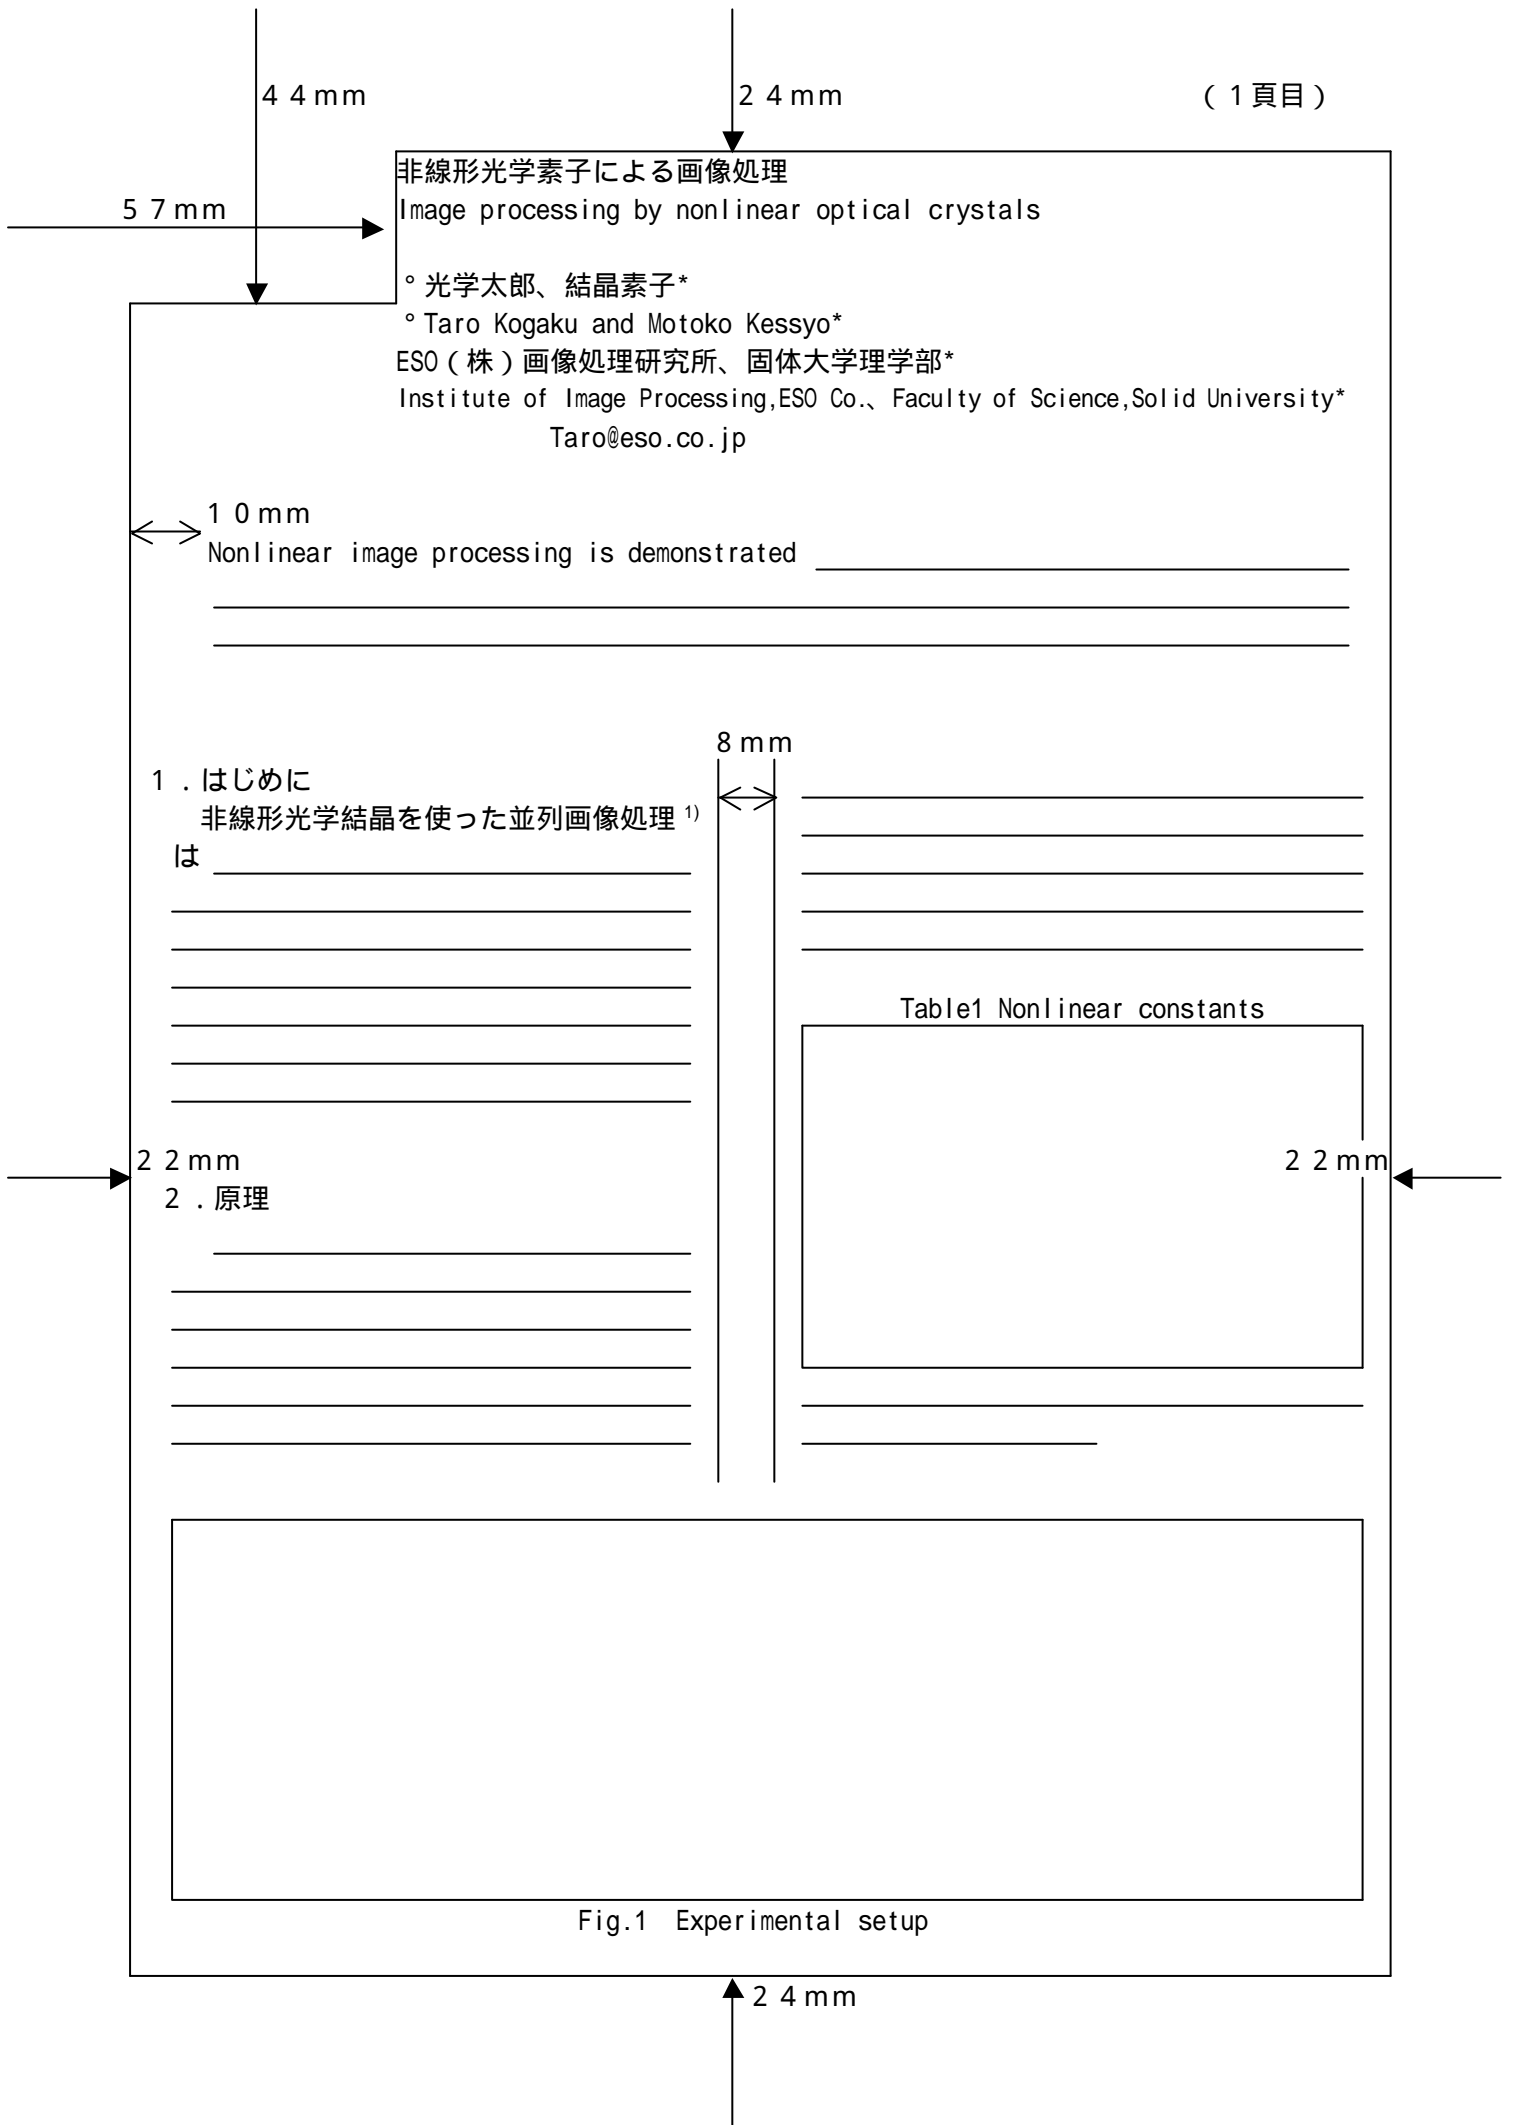 44mm
24mm
(1頁目)
非線形光学素子による画像処理
57mm
Image processing by nonlinear optical crystals
°光学太郎、結晶素子*
°Taro Kogaku and Motoko Kessyo*
ESO(株)画像処理研究所、固体大学理学部*
Institute of Image Processing,ESO Co.、Faculty of Science,Solid University*
Taro@eso.co.jp
10mm
Nonlinear image processing is demonstrated
8mm
1.はじめに
非線形光学結晶を使った並列画像処理 1)
は
Table1 Nonlinear constants
22mm
22mm
2.原理
Fig.1 Experimental setup
24mm